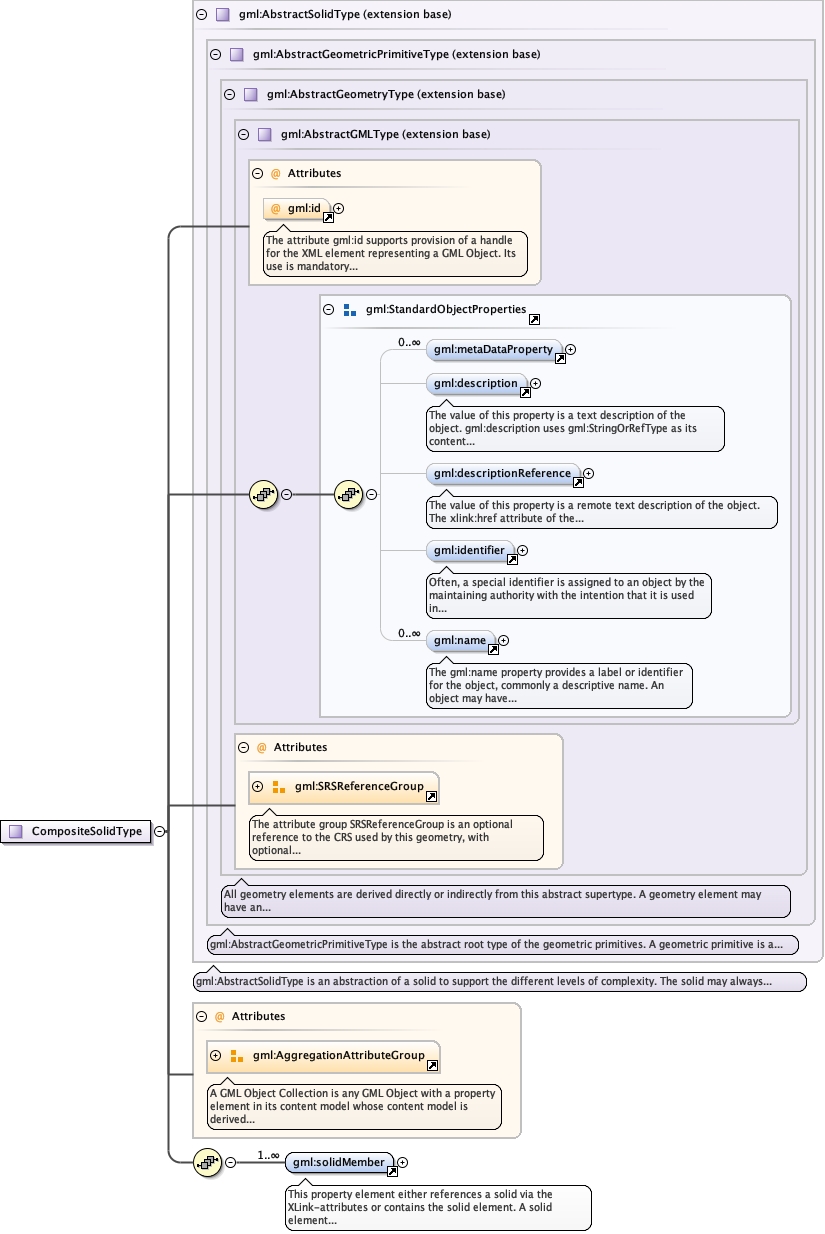 gml:AbstractSolidType (extension base)
gml:AbstractGeometricPrimitiveType (extension base)
gml:AbstractGeometryType (extension base)
gml:AbstractGMLType (extension base)
@ Attributes
@ gml:id
The attribute gml:id supports provision of a handle
for the XML element representing a GML Object. Its
use is mandatory...
gml:StandardObjectProperties
0..∞
gml:metaDataProperty
gml:description
The value of this property is a text description of the
object. gml:description uses gml:StringOrRefType as its
content...
gml:descriptionReference
The value of this property is a remote text description of the object.
The xlink:href attribute of the...
gml:identifier
Often, a special identifier is assigned to an object by the
maintaining authority with the intention that it is used
in...
0..∞
gml:name
The gml:name property provides a label or identifier
for the object, commonly a descriptive name. An
object may have...
@ Attributes
gml:SRSReferenceGroup
The attribute group SRSReferenceGroup is an optional
reference to the CRS used by this geometry, with
optional...
CompositeSolidType
All geometry elements are derived directly or indirectly from this abstract supertype. A geometry element may
have an...
gml:AbstractGeometricPrimitiveType is the abstract root type of the geometric primitives. A geometric primitive is a...
gml:AbstractSolidType is an abstraction of a solid to support the different levels of complexity. The solid may always...
@ Attributes
gml:AggregationAttributeGroup
A GML Object Collection is any GML Object with a property
element in its content model whose content model is
derived...
1..∞
gml:solidMember
This property element either references a solid via the
XLink-attributes or contains the solid element. A solid
element...